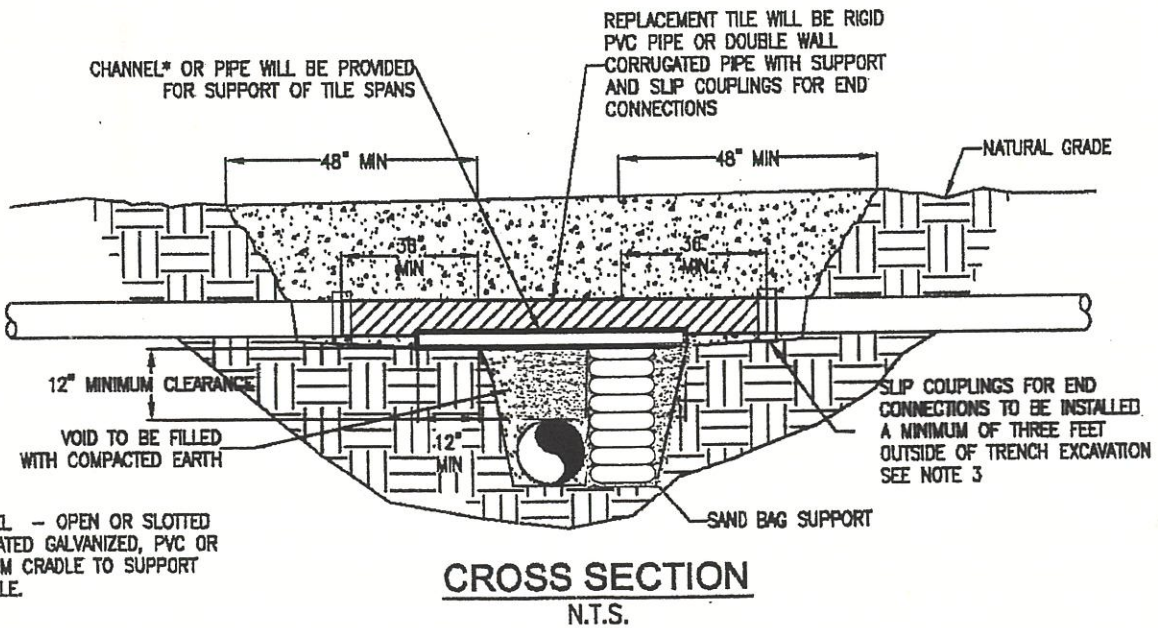 REPLACEMENT TILE WILL BE RIGID
PVC PIPE OR DOUBLE WALL
CORRUGATED PIPE WITH SUPPORT
AND SLIP COUPLINGS FOR END
CONNECTIONS
CHANNEL* OR PIPE WILL BE PROVIDED
FOR SUPPORT OF TILE SPANS
48" MIN
48" MIN
NATURAL GRADE
36"
MIN
36"
MIN
12" MINIMUM CLEARANCE
VOID TO BE FILLED
WITH COMPACTED EARTH
12"
MIN
SLIP COUPLINGS FOR END
CONNECTIONS TO BE INSTALLED
A MINIMUM OF THREE FEET
OUTSIDE OF TRENCH EXCAVATION
SEE NOTE 3
SAND BAG SUPPORT
- OPEN OR SLOTTED
GALVANIZED, PVC OR
CRADLE TO SUPPORT
CROSS SECTION
N.T.S.